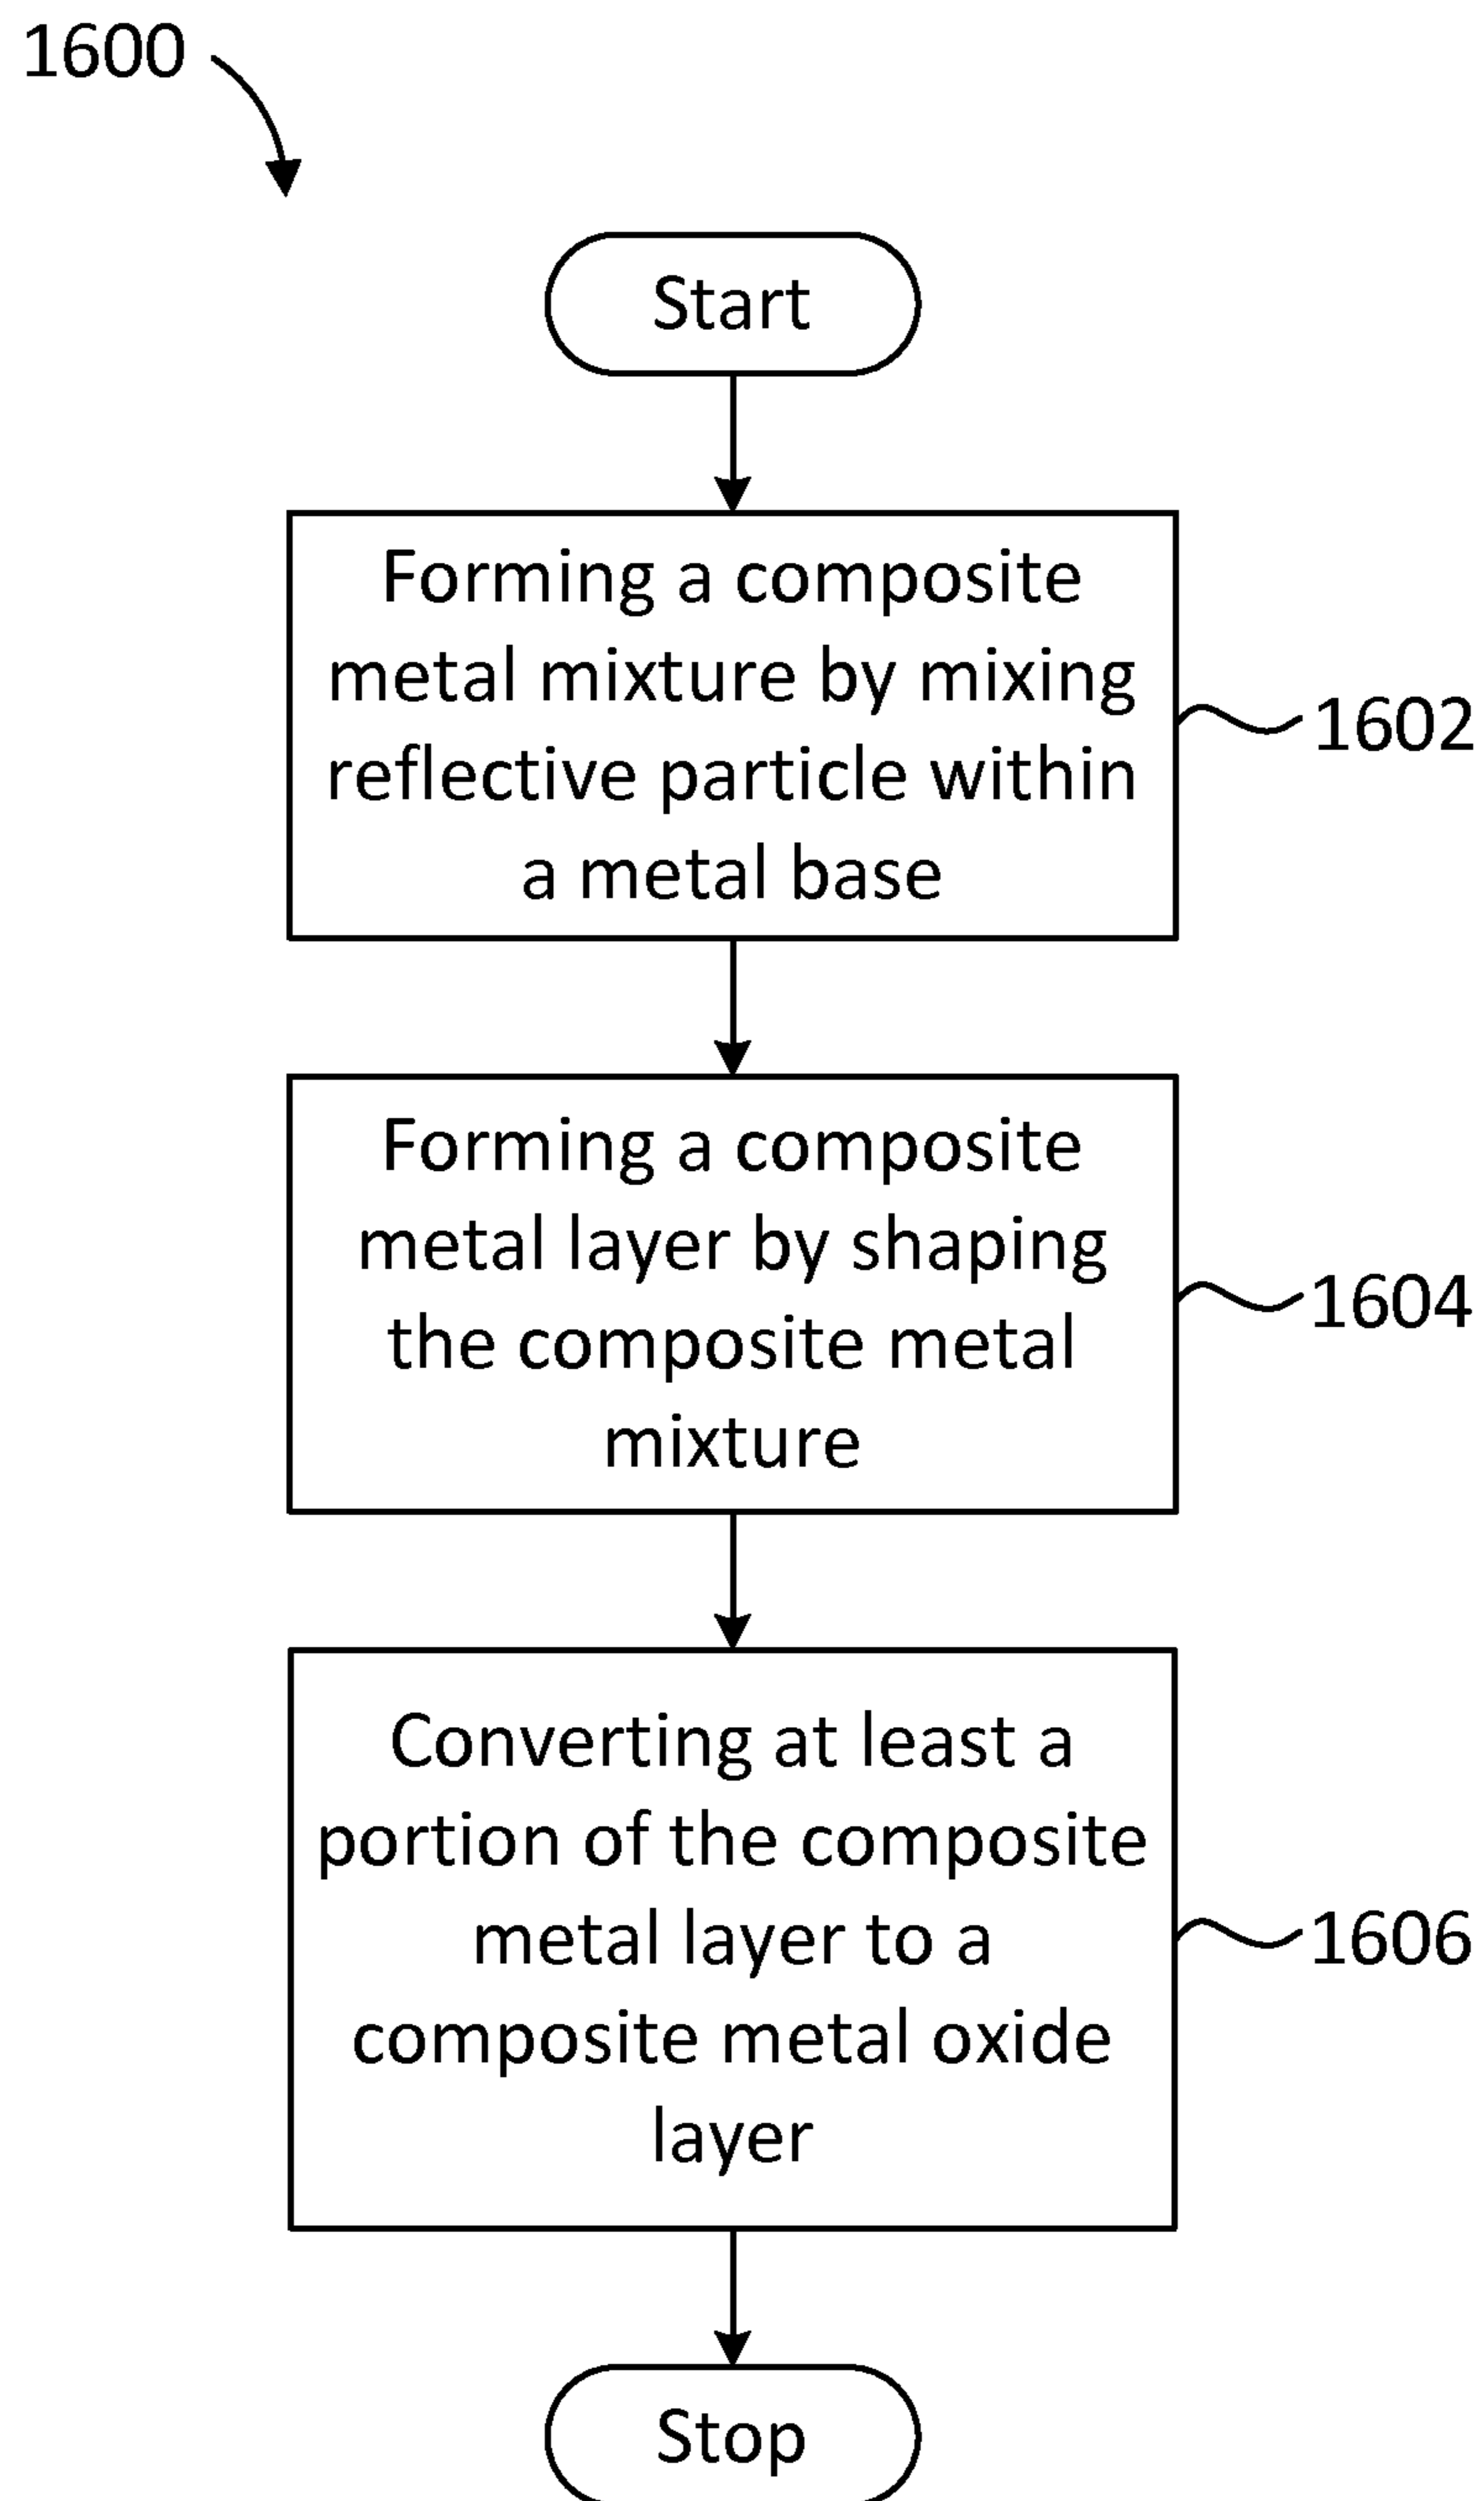 1600
Start
Forming a composite
metal mixture by mixing
reflective particle within
a metal base
1602
Forming a composite
metal layer by shaping
the composite metal
mixture
1604
Converting at least a
portion of the composite
metal layer to a
composite metal oxide
layer
1606
Stop